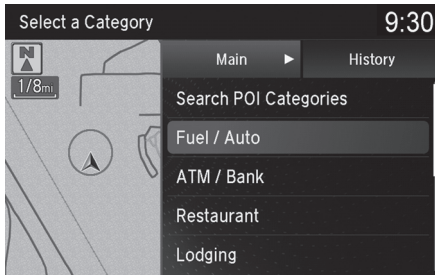 Select a Category 9:30
N
1/8mi
Main ▶ History
Search POI Categories
Fuel / Auto
ATM / Bank
Restaurant
Lodging